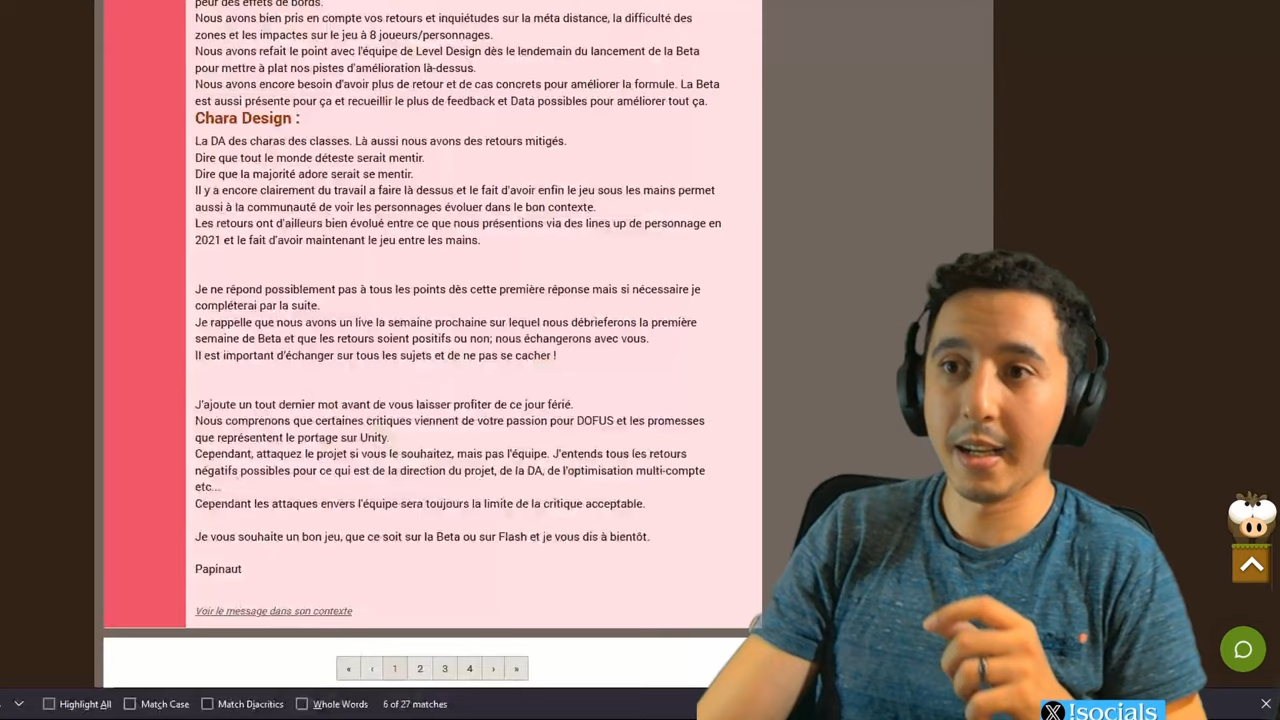 peur des effets de bords.
Nous avons bien pris en compte vos retours et inquiétudes sur la méta distance, la difficulté des
zones et les impactes sur le jeu à 8 joueurs/personnages.
Nous avons refait le point avec l'équipe de Level Design dès le lendemain du lancement de la Beta
pour mettre à plat nos pistes d'amélioration là-dessus.
Nous avons encore besoin d'avoir plus de retour et de cas concrets pour améliorer la formule. La Beta
est aussi présente pour ça et recueillir le plus de feedback et Data possibles pour améliorer tout ça.
Chara Design :
La DA des charas des classes. Là aussi nous avons des retours mitigés.
Dire que tout le monde déteste serait mentir.
Dire que la majorité adore serait se mentir.
Il y a encore clairement du travail a faire là dessus et le fait d'avoir enfin le jeu sous les mains permet
aussi à la communauté de voir les personnages évoluer dans le bon contexte.
Les retours ont d'ailleurs bien évolué entre ce que nous présentions via des lines up de personnage en
2021 et le fait d'avoir maintenant le jeu entre les mains.
Je ne répond possiblement pas à tous les points dès cette première réponse mais si nécessaire je
compléterai par la suite.
Je rappelle que nous avons un live la semaine prochaine sur lequel nous débrieferons la première
semaine de Beta et que les retours soient positifs ou non; nous échangerons avec vous.
Il est important d'échanger sur tous les sujets et de ne pas se cacher !
J'ajoute un tout dernier mot avant de vous laisser profiter de ce jour férié.
Nous comprenons que certaines critiques viennent de votre passion pour DOFUS et les promesses
que représentent le portage sur Unity.
Cependant, attaquez le projet si vous le souhaitez, mais pas l'équipe. J'entends tous les retours
négatifs possibles pour ce qui est de la direction du projet, de la DA, de l'optimisation multi-compte
etc...
Cependant les attaques envers l'équipe sera toujours la limite de la critique acceptable.
Je vous souhaite un bon jeu, que ce soit sur la Beta ou sur Flash et je vous dis à bientôt.
Papinaut
Voir le message dans son contexte
« ‹ 1 2 3 4 › »
Highlight All Match Case Match Diacritics Whole Words 6 of 27 matches
X !socials